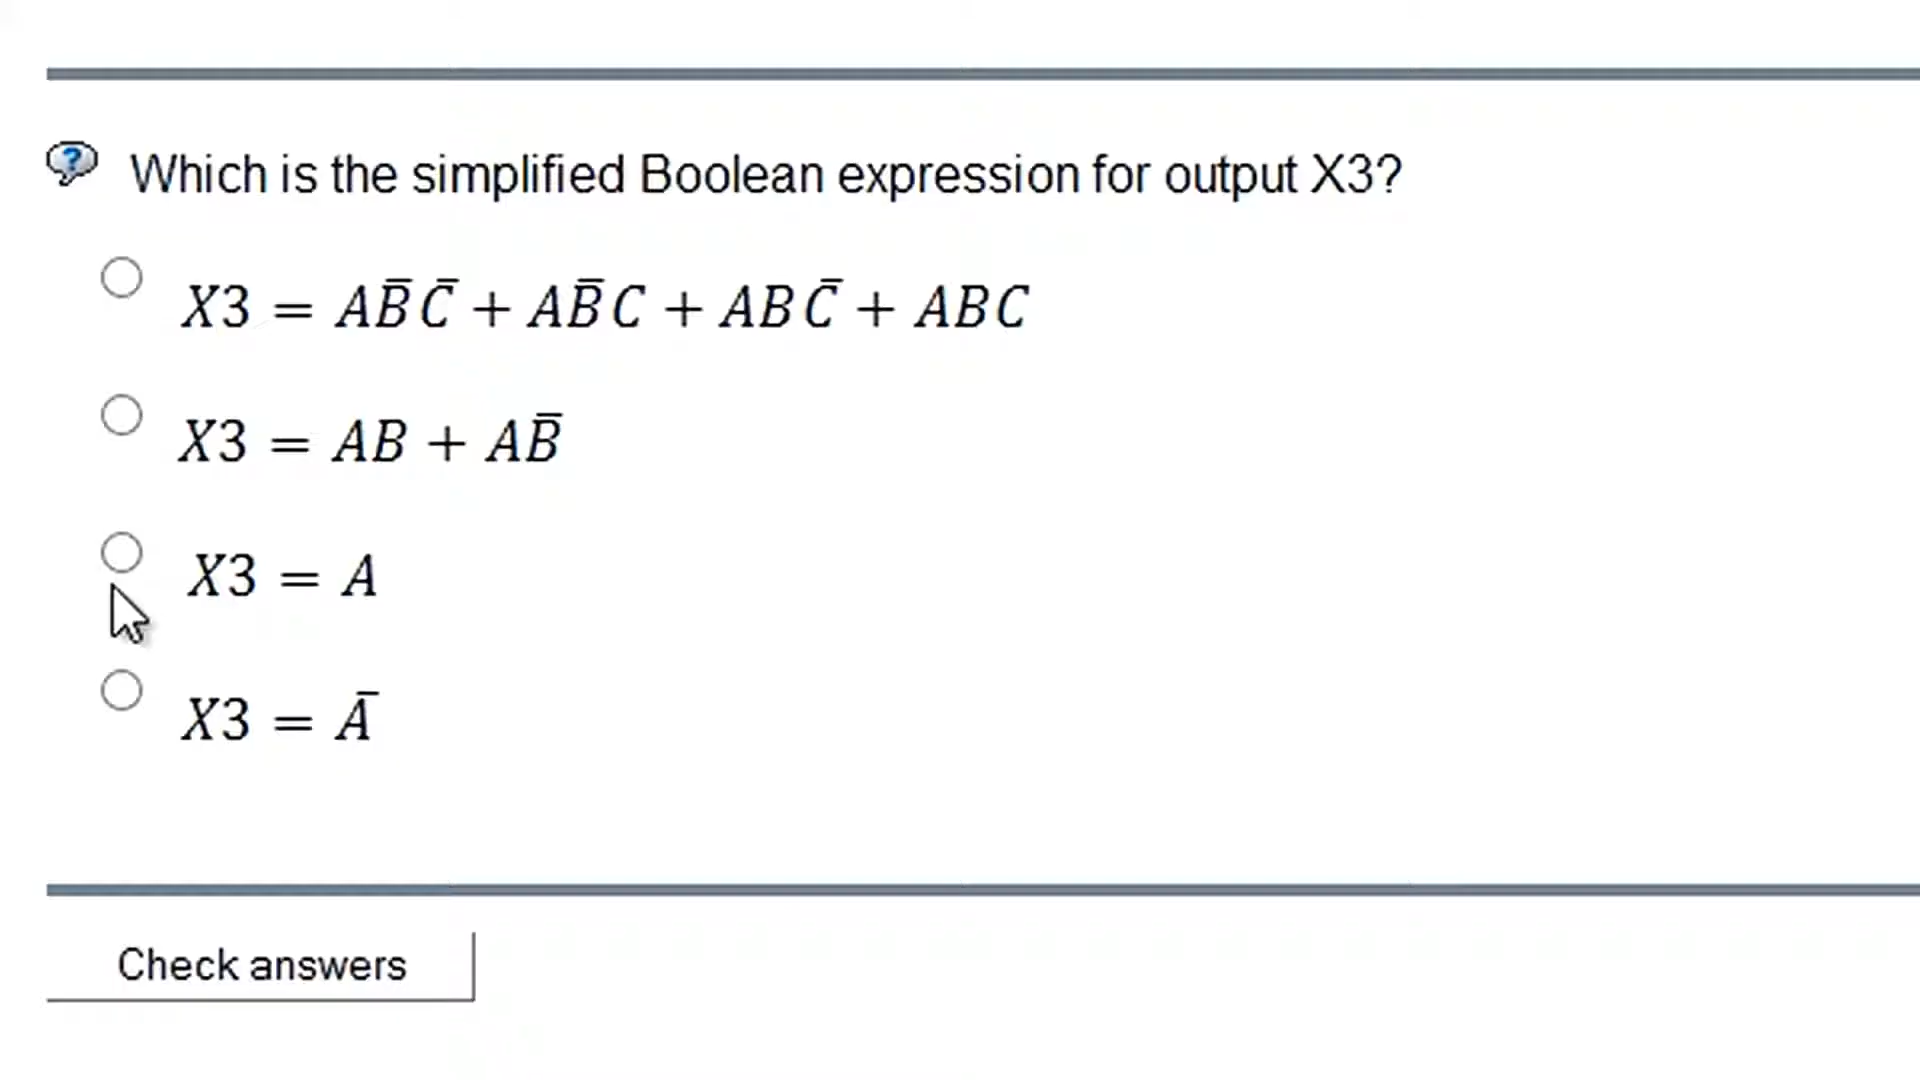 Which is the simplified Boolean expression for output X3?
X3 = AB̅C̅ + AB̅C + ABC̅ + ABC
X3 = AB + AB̅
X3 = A
X3 = A̅
Check answers